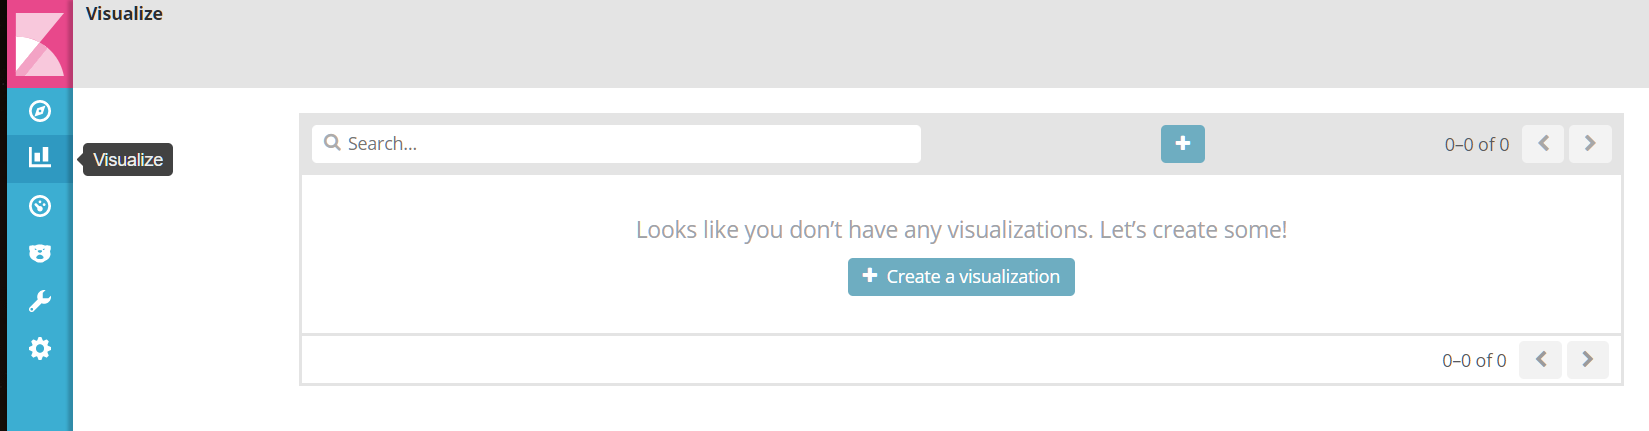 Visualize
Visualize
Search...
0–0 of 0
Looks like you don’t have any visualizations. Let’s create some!
Create a visualization
0–0 of 0